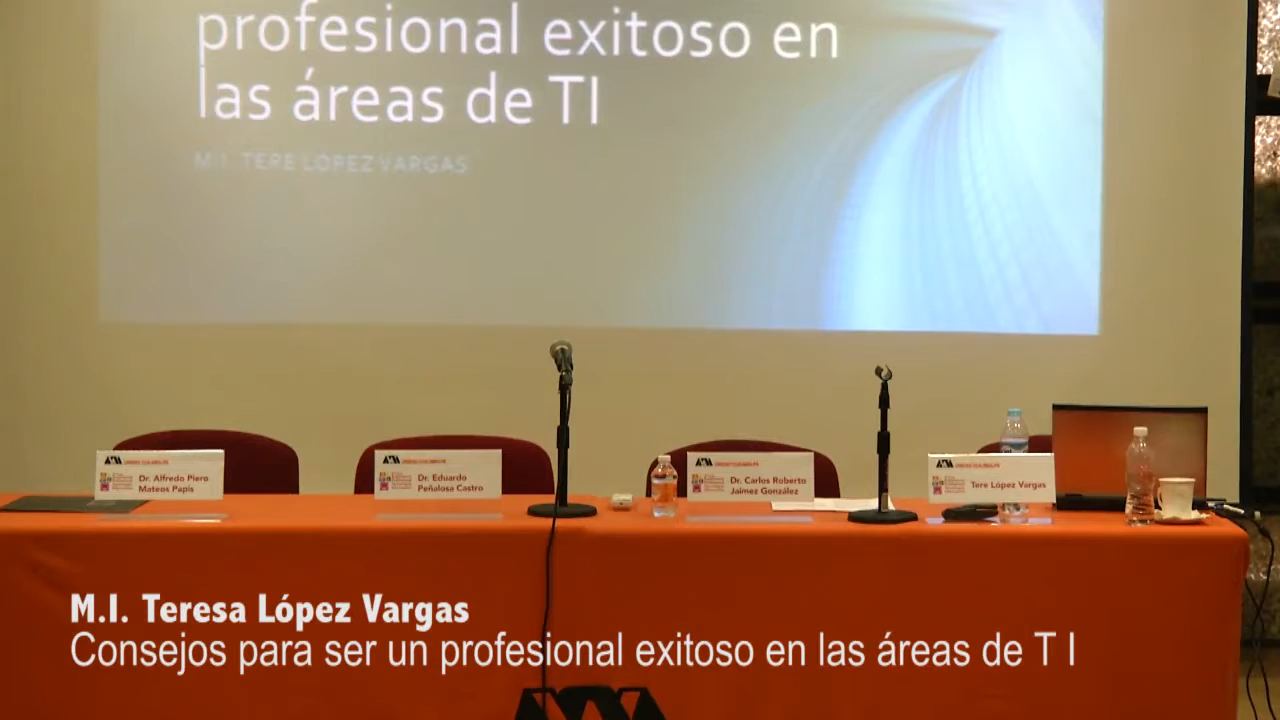 profesional exitoso en
las áreas de TI
M.I. TERE LÓPEZ VARGAS
Dr. Alfredo Piero
Mateos Papis
Dr. Eduardo
Peñalosa Castro
Dr. Carlos Roberto
Jaimez González
Tere López Vargas
M.I. Teresa López Vargas
Consejos para ser un profesional exitoso en las áreas de T I